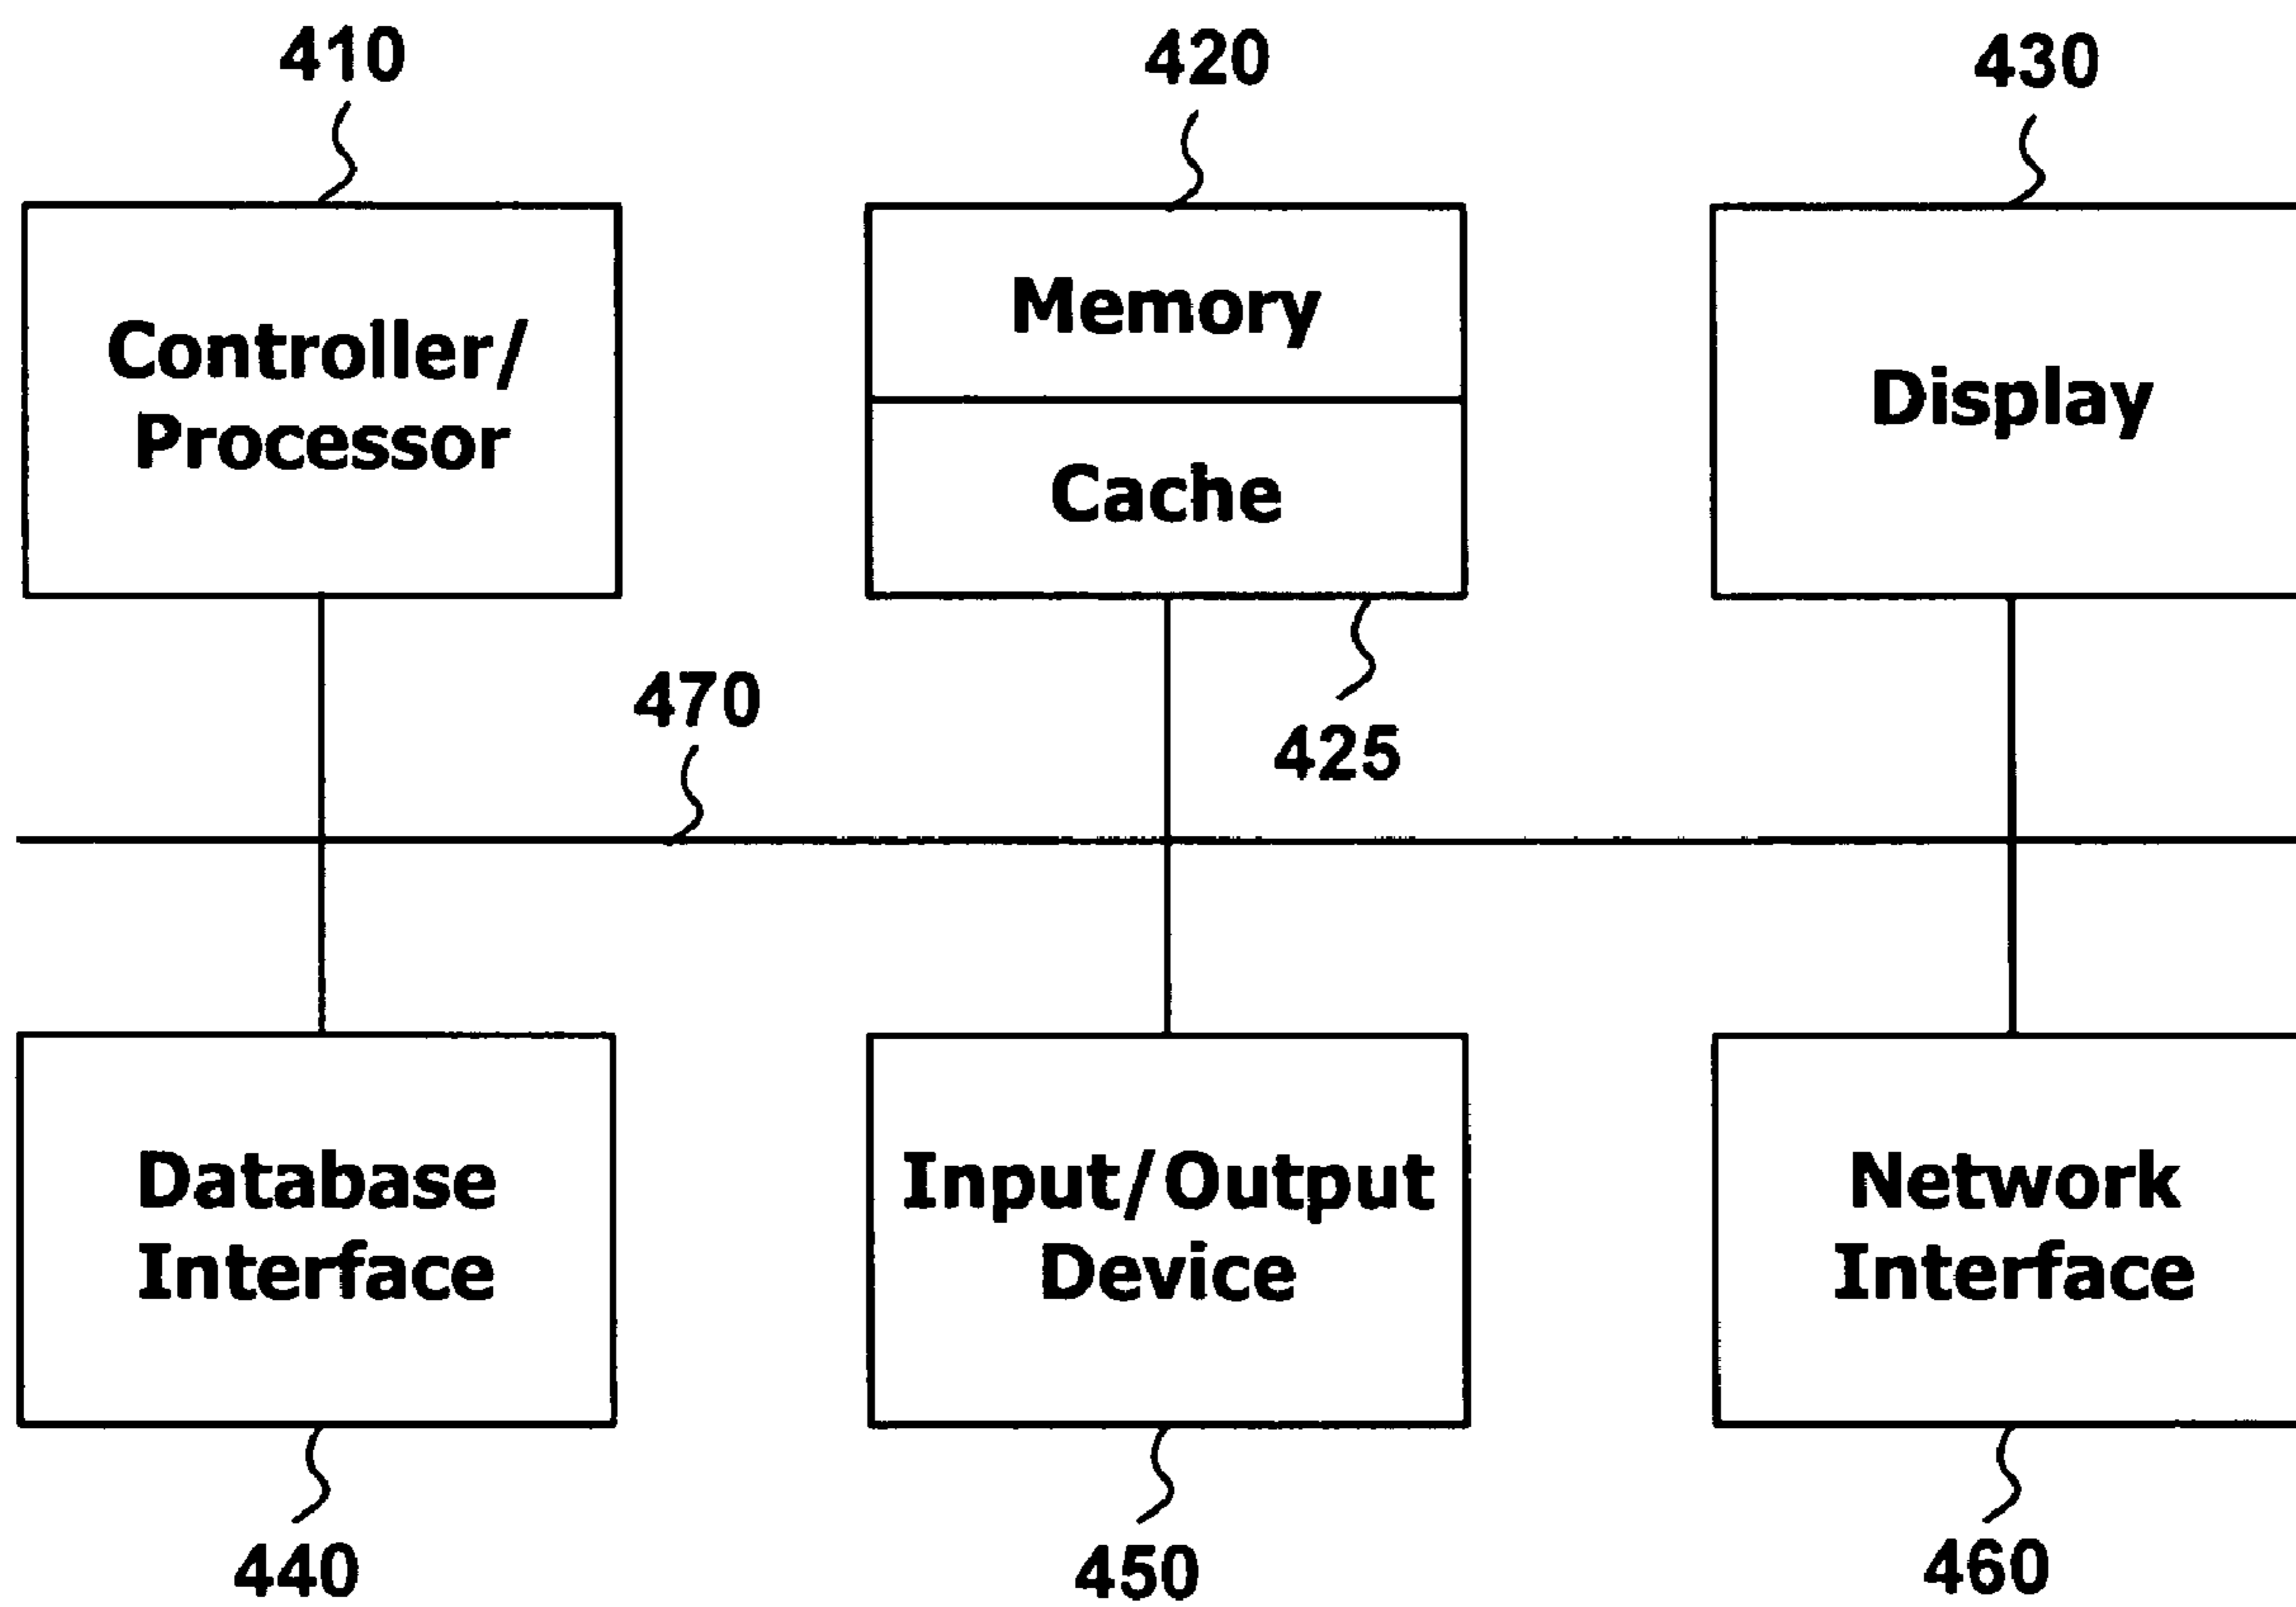 410
420
430
Controller/
Processor
Memory
Cache
Display
470
425
Database
Interface
Input/Output
Device
Network
Interface
440
450
460